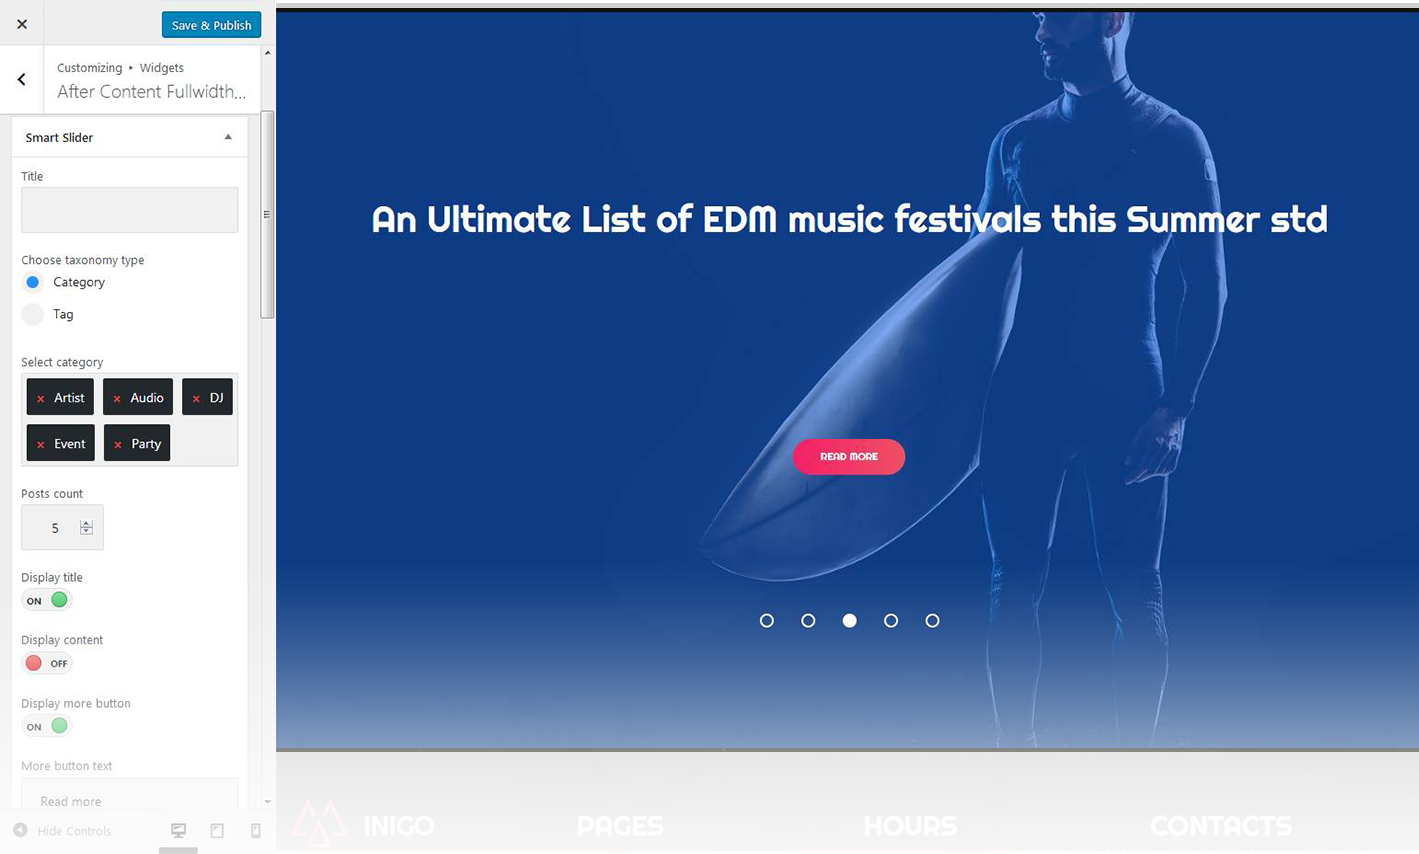 Save & Publish
Customizing ▸ Widgets
After Content Fullwidth...
Smart Slider
Title
Choose taxonomy type
Category
Tag
Select category
× Artist × Audio × DJ
× Event × Party
Posts count
5
Display title
ON
Display content
OFF
Display more button
ON
More button text
Read more
Hide Controls
An Ultimate List of EDM music festivals this Summer std
READ MORE
INIGO PAGES HOURS CONTACTS